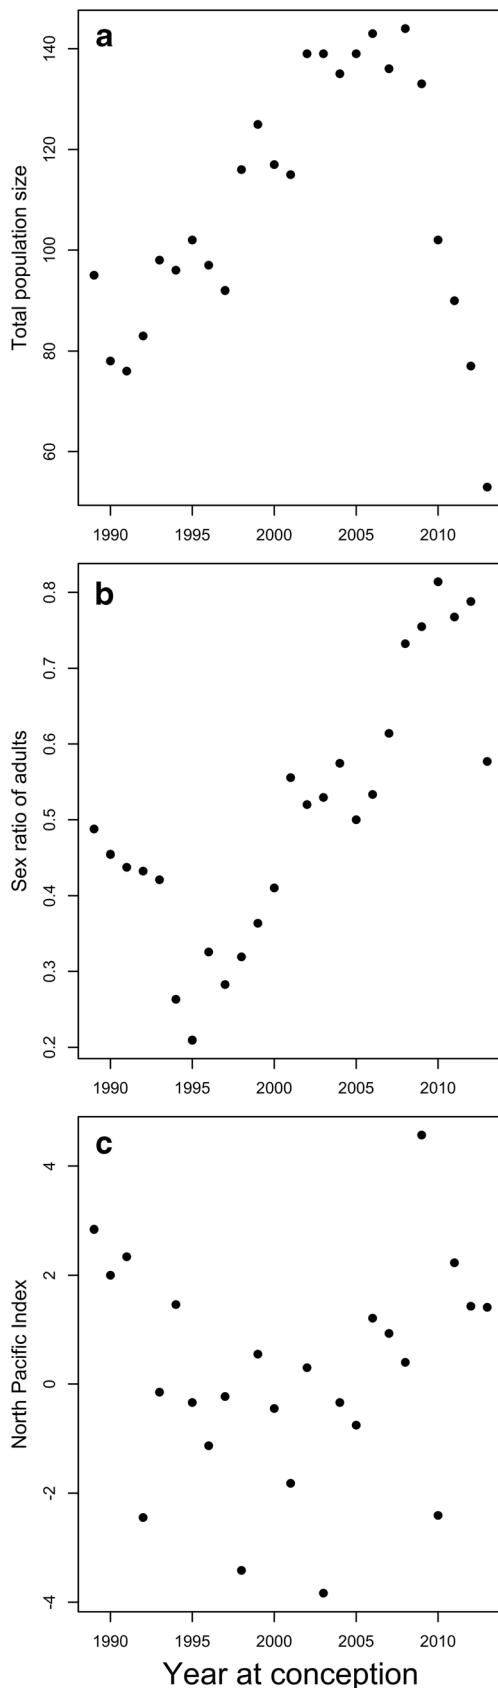 a
Total population size
140
120
100
80
60
1990 1995 2000 2005 2010
b
Sex ratio of adults
0.8
0.7
0.6
0.5
0.4
0.3
0.2
1990 1995 2000 2005 2010
c
North Pacific Index
4
2
0
-2
-4
1990 1995 2000 2005 2010
Year at conception